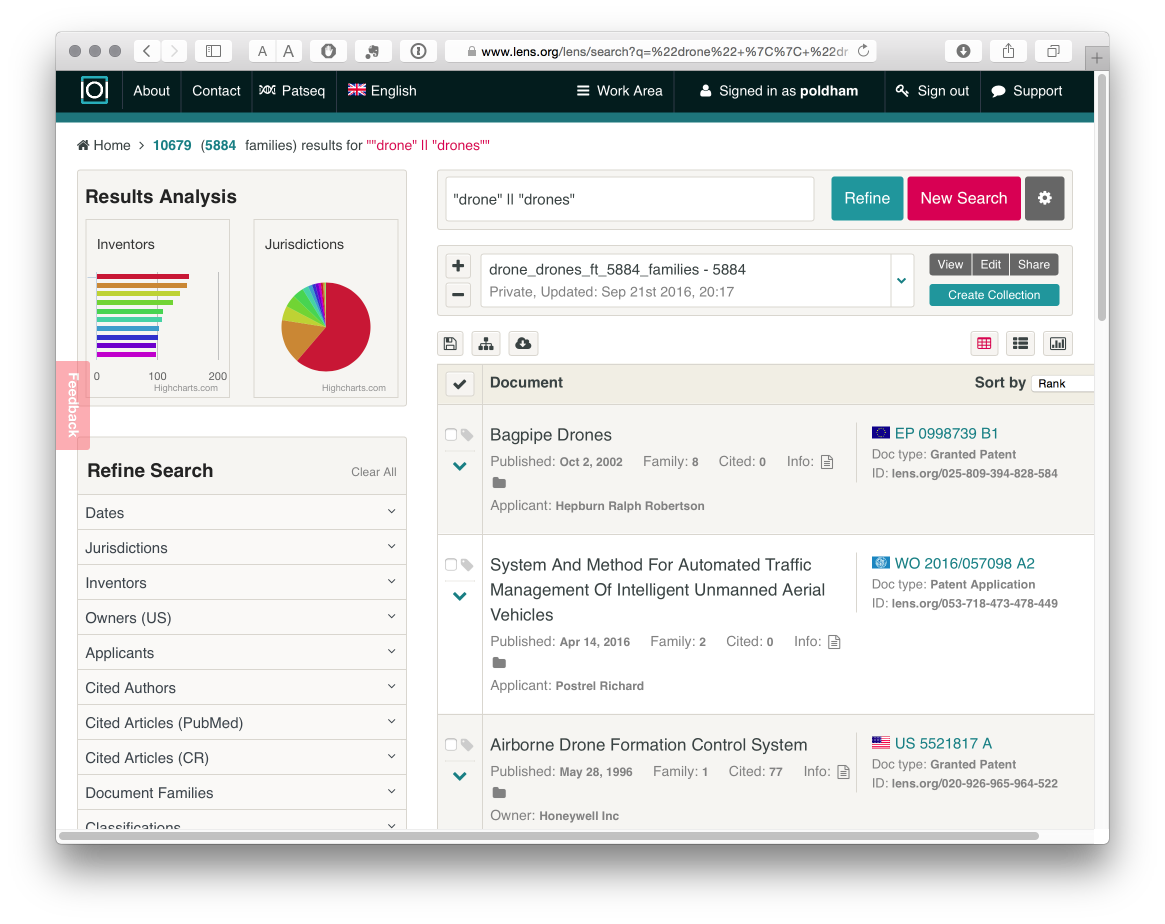 A A
www.lens.org/lens/search?q=%22drone%22+%7C%7C+%22dr
About Contact Patseq English Work Area Signed in as poldham Sign out Support
Home > 10679 (5884 families) results for ""drone" II "drones""
Results Analysis
Inventors
0 100 200
Highcharts.com
Jurisdictions
Highcharts.com
Feedback
Refine Search Clear All
Dates
Jurisdictions
Inventors
Owners (US)
Applicants
Cited Authors
Cited Articles (PubMed)
Cited Articles (CR)
Document Families
Classifications
"drone" II "drones"
Refine New Search
drone_drones_ft_5884_families - 5884
Private, Updated: Sep 21st 2016, 20:17
View Edit Share
Create Collection
Document Sort by Rank
Bagpipe Drones
Published: Oct 2, 2002 Family: 8 Cited: 0 Info:
Applicant: Hepburn Ralph Robertson
EP 0998739 B1
Doc type: Granted Patent
ID: lens.org/025-809-394-828-584
System And Method For Automated Traffic
Management Of Intelligent Unmanned Aerial
Vehicles
Published: Apr 14, 2016 Family: 2 Cited: 0 Info:
Applicant: Postrel Richard
WO 2016/057098 A2
Doc type: Patent Application
ID: lens.org/053-718-473-478-449
Airborne Drone Formation Control System
Published: May 28, 1996 Family: 1 Cited: 77 Info:
Owner: Honeywell Inc
US 5521817 A
Doc type: Granted Patent
ID: lens.org/020-926-965-964-522